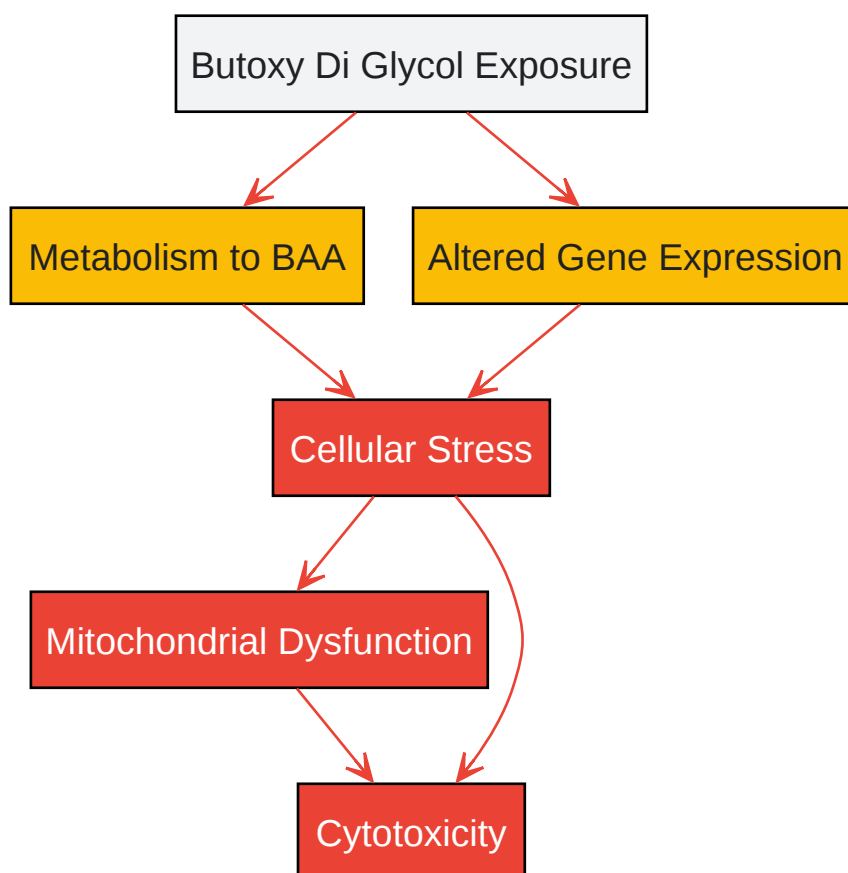 Butoxy Di Glycol Exposure
Metabolism to BAA
Altered Gene Expression
Cellular Stress
Mitochondrial Dysfunction
Cytotoxicity